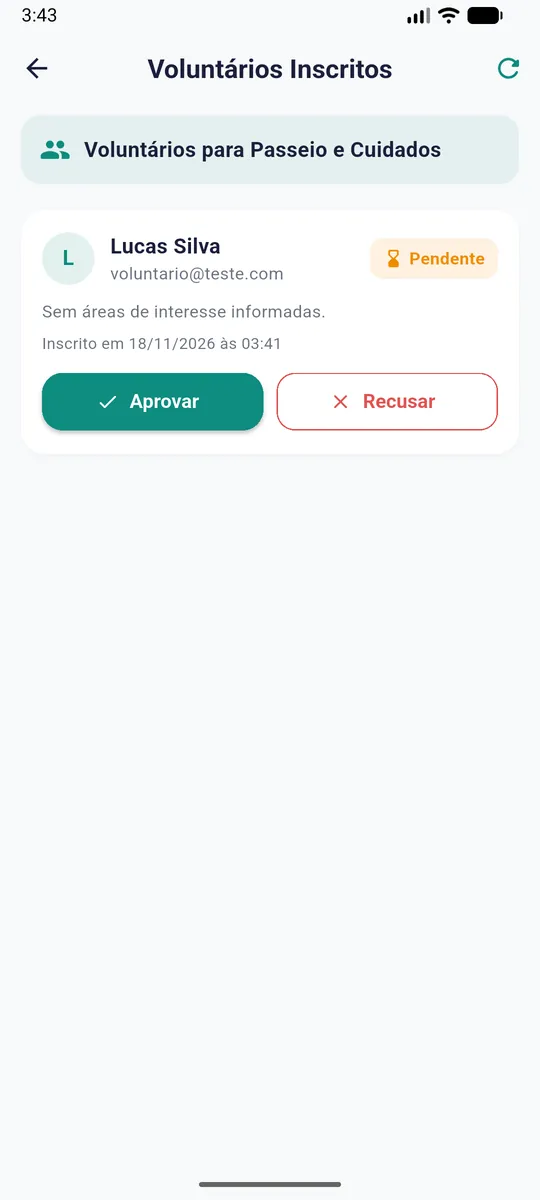 3:43
Voluntários Inscritos
Voluntários para Passeio e Cuidados
L
Lucas Silva
voluntario@teste.com
Pendente
Sem áreas de interesse informadas.
Inscrito em 18/11/2026 às 03:41
Aprovar
Recusar